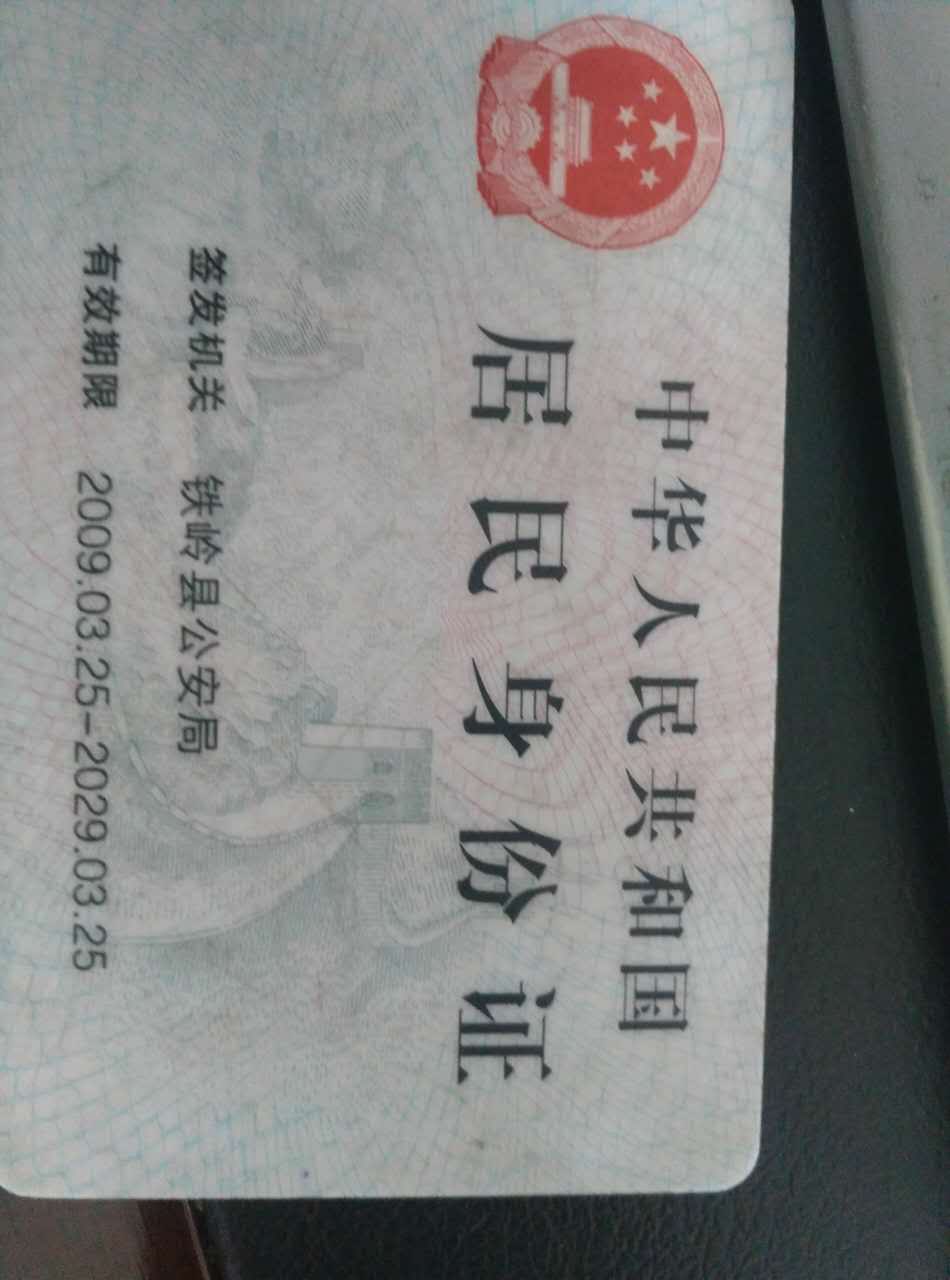 中华人民共和国
居民身份证
签发机关 铁岭县公安局
有效期限 2009.03.25-2029.03.25